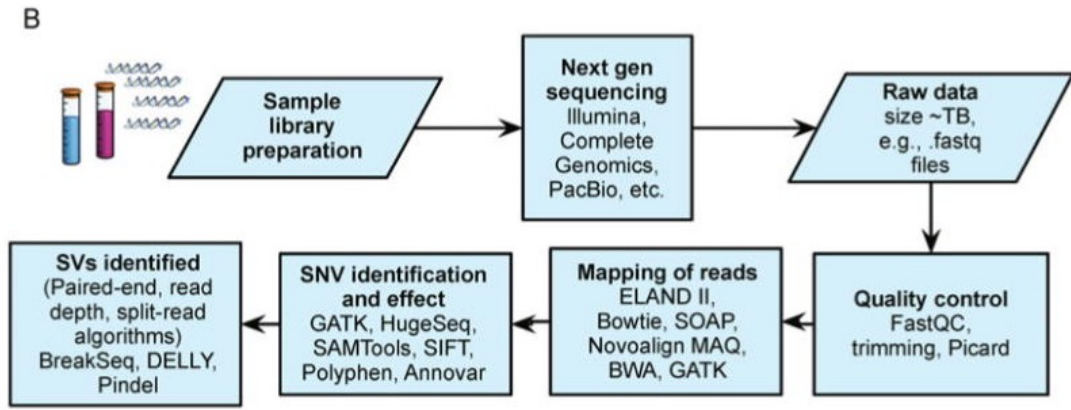 B
Sample
library
preparation
Next gen
sequencing
Illumina,
Complete
Genomics,
PacBio, etc.
Raw data
size ~TB,
e.g., .fastq
files
Quality control
FastQC,
trimming, Picard
Mapping of reads
ELAND II,
Bowtie, SOAP,
Novoalign MAQ,
BWA, GATK
SNV identification
and effect
GATK, HugeSeq,
SAMTools, SIFT,
Polyphen, Annovar
SVs identified
(Paired-end, read
depth, split-read
algorithms)
BreakSeq, DELLY,
Pindel